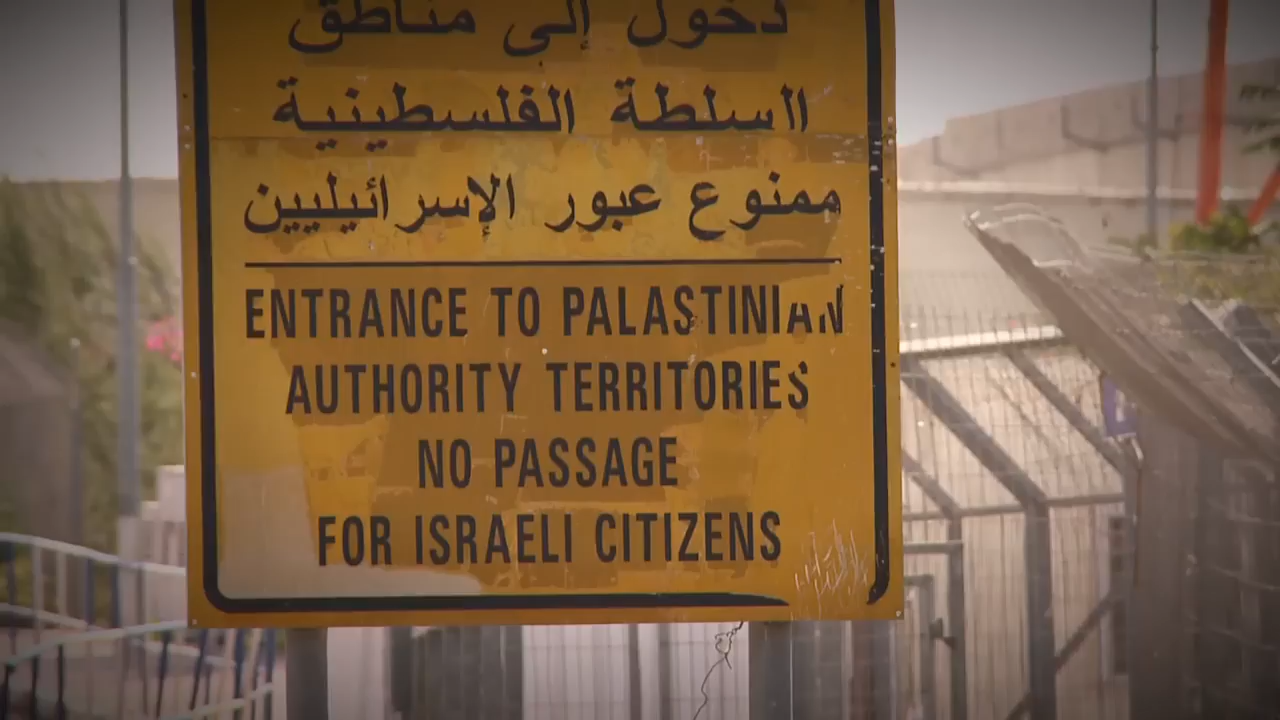 دخول إلى مناطق
السلطة الفلسطينية
ممنوع عبور الإسرائيليين
ENTRANCE TO PALASTINIAN
AUTHORITY TERRITORIES
NO PASSAGE
FOR ISRAELI CITIZENS